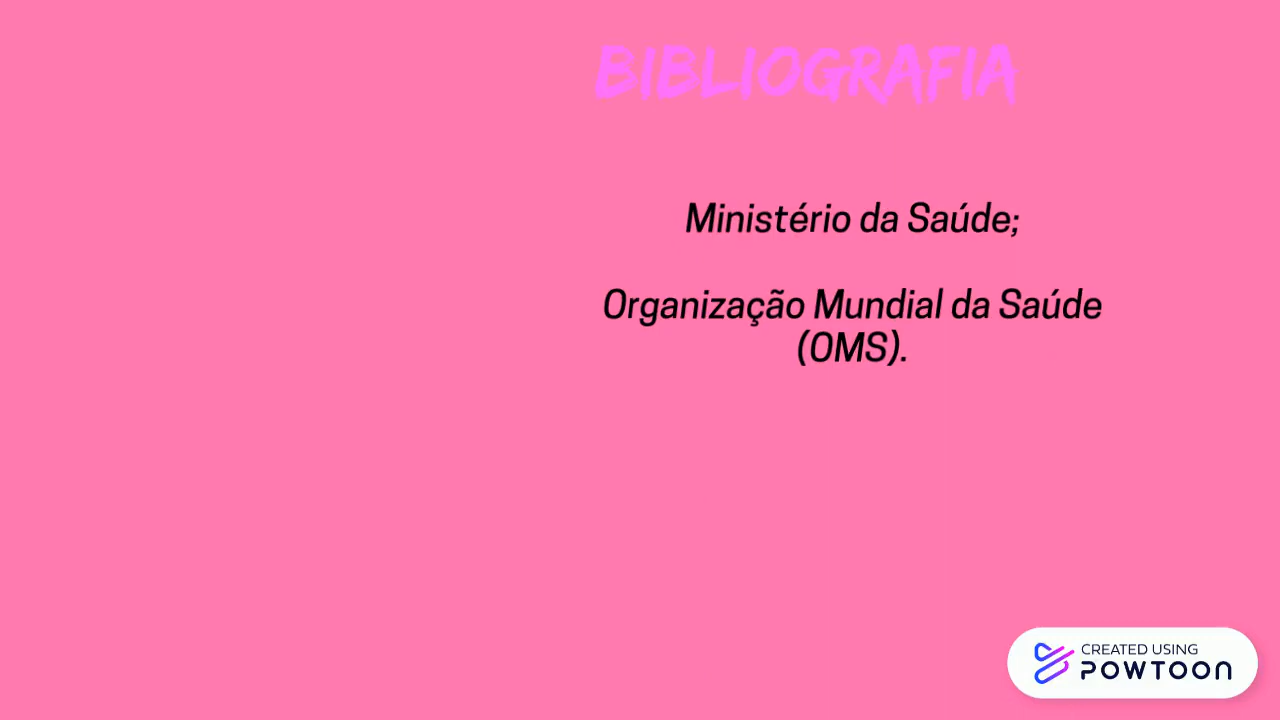 BIBLIOGRAFIA
Ministério da Saúde;
Organização Mundial da Saúde
(OMS).
CREATED USING
POWTOON